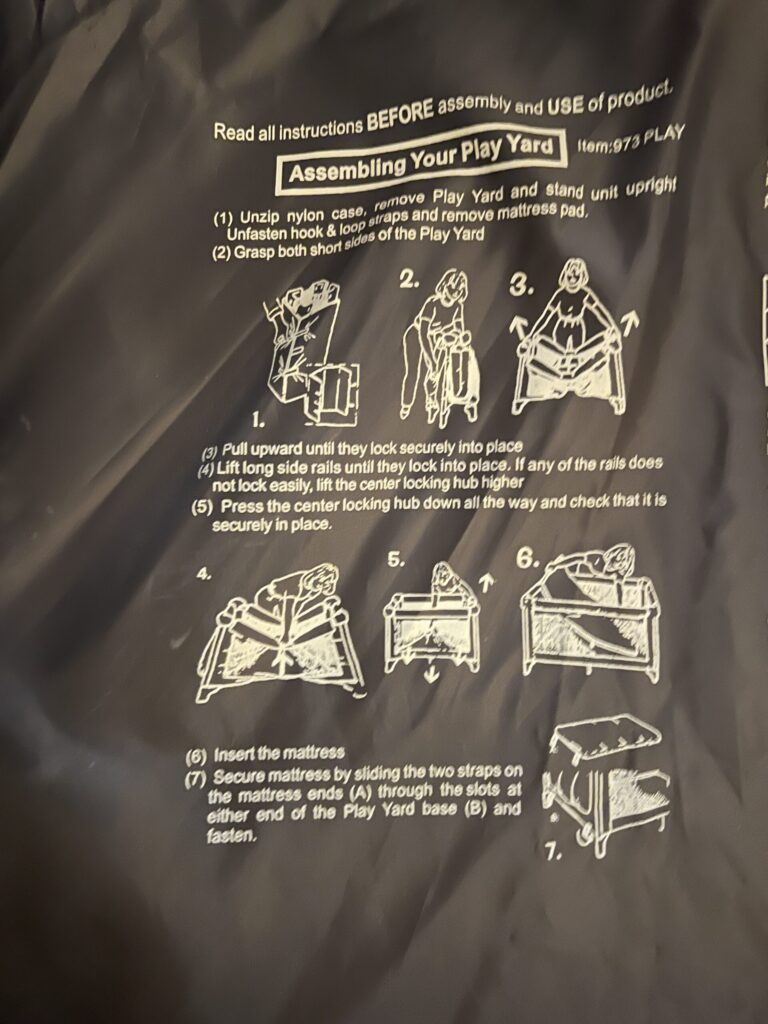 Read all instructions BEFORE assembly and USE of product.
Assembling Your Play Yard Item:973 PLAY
(1) Unzip nylon case, remove Play Yard and stand unit upright
Unfasten hook & loop straps and remove mattress pad.
(2) Grasp both short sides of the Play Yard
1.
2.
3.
(3) Pull upward until they lock securely into place
(4) Lift long side rails until they lock into place. If any of the rails does
not lock easily, lift the center locking hub higher
(5) Press the center locking hub down all the way and check that it is
securely in place.
4.
5.
6.
(6) Insert the mattress
(7) Secure mattress by sliding the two straps on
the mattress ends (A) through the slots at
either end of the Play Yard base (B) and
fasten.
7.